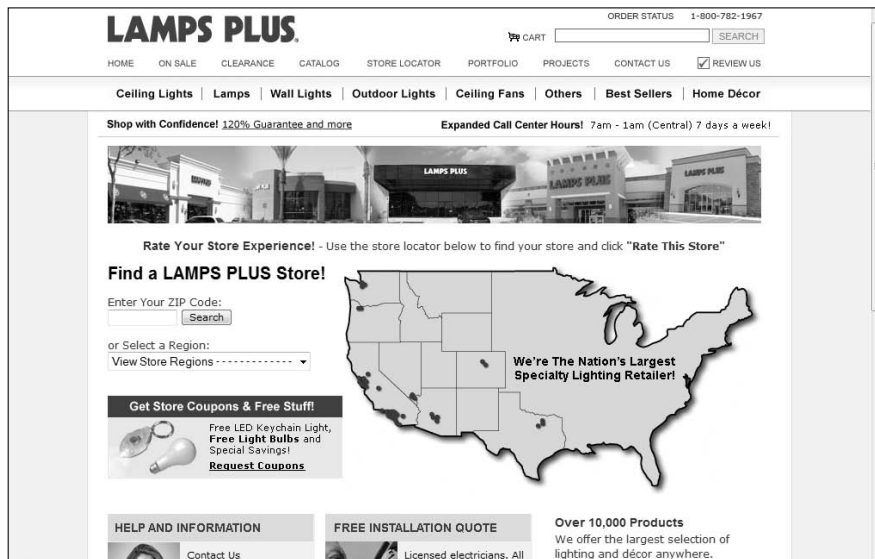 LAMPS PLUS.
ORDER STATUS 1-800-782-1967
CART SEARCH
HOME ON SALE CLEARANCE CATALOG STORE LOCATOR PORTFOLIO PROJECTS CONTACT US REVIEW US
Ceiling Lights | Lamps | Wall Lights | Outdoor Lights | Ceiling Fans | Others | Best Sellers | Home Décor
Shop with Confidence! 120% Guarantee and more Expanded Call Center Hours! 7am - 1am (Central) 7 days a week!
LAMPS PLUS
LAMPS PLUS
LAMPS PLUS
Rate Your Store Experience! - Use the store locator below to find your store and click "Rate This Store"
Find a LAMPS PLUS Store!
Enter Your ZIP Code:
Search
or Select a Region:
View Store Regions - - - - - - - - - - - - -
We're The Nation's Largest
Specialty Lighting Retailer!
Get Store Coupons & Free Stuff!
Free LED Keychain Light,
Free Light Bulbs and
Special Savings!
Request Coupons
HELP AND INFORMATION
Contact Us
FREE INSTALLATION QUOTE
Licensed electricians. All
Over 10,000 Products
We offer the largest selection of
lighting and décor anywhere.